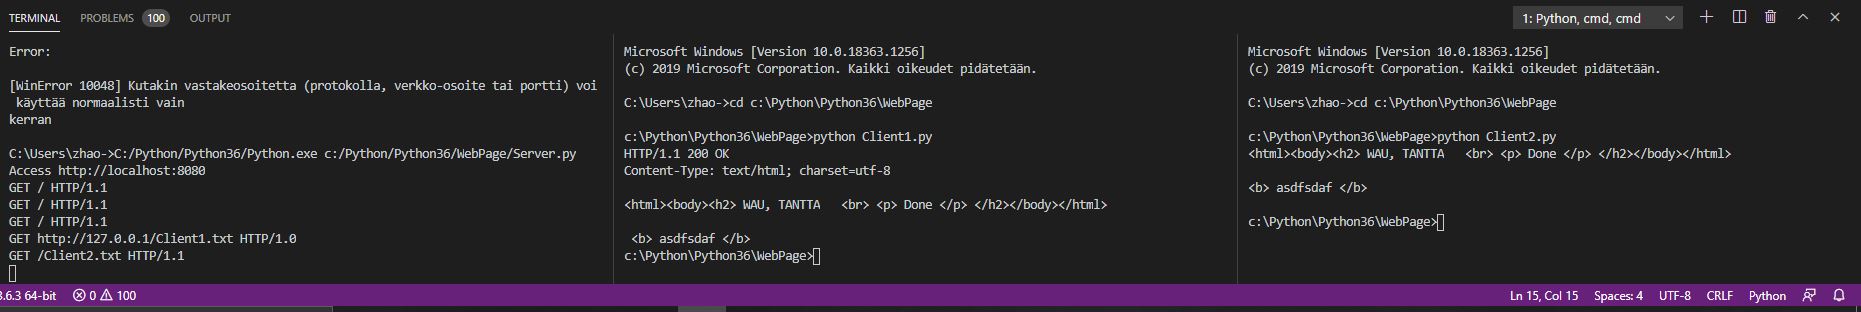 TERMINAL PROBLEMS 100 OUTPUT
1: Python, cmd, cmd
Error:
[WinError 10048] Kutakin vastakeosoitetta (protokolla, verkko-osoite tai portti) voi
käyttää normaalisti vain
kerran
C:\Users\zhao->C:/Python/Python36/Python.exe c:/Python/Python36/WebPage/Server.py
Access http://localhost:8080
GET / HTTP/1.1
GET / HTTP/1.1
GET / HTTP/1.1
GET http://127.0.0.1/Client1.txt HTTP/1.0
GET /Client2.txt HTTP/1.1
Microsoft Windows [Version 10.0.18363.1256]
(c) 2019 Microsoft Corporation. Kaikki oikeudet pidätetään.
C:\Users\zhao->cd c:\Python\Python36\WebPage
c:\Python\Python36\WebPage>python Client1.py
HTTP/1.1 200 OK
Content-Type: text/html; charset=utf-8
<html><body><h2> WAU, TANTTA   <br> <p> Done </p> </h2></body></html>
<b> asdfsdaf </b>
c:\Python\Python36\WebPage>
Microsoft Windows [Version 10.0.18363.1256]
(c) 2019 Microsoft Corporation. Kaikki oikeudet pidätetään.
C:\Users\zhao->cd c:\Python\Python36\WebPage
c:\Python\Python36\WebPage>python Client2.py
<html><body><h2> WAU, TANTTA   <br> <p> Done </p> </h2></body></html>
<b> asdfsdaf </b>
c:\Python\Python36\WebPage>
3.6.3 64-bit 0 100 Ln 15, Col 15 Spaces: 4 UTF-8 CRLF Python